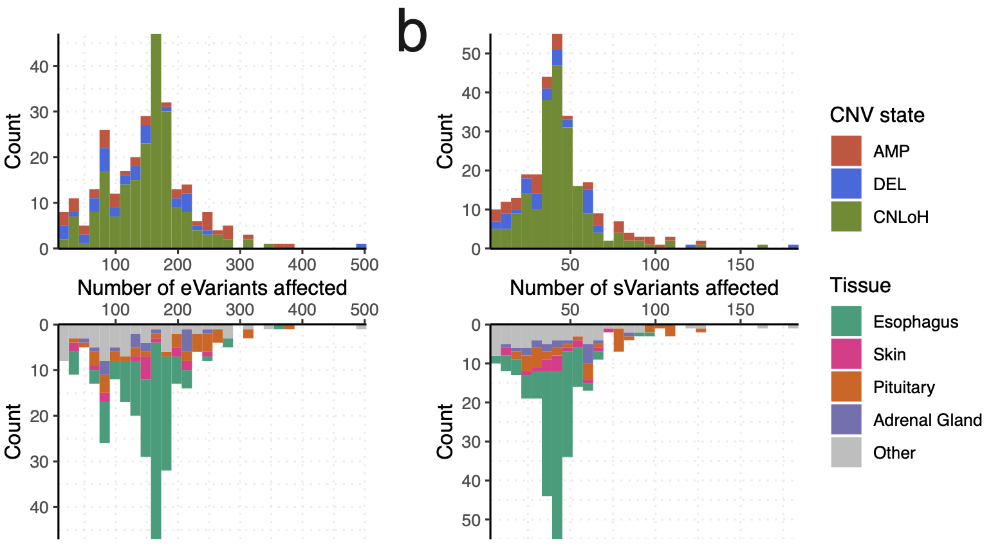 b
Count
40
30
20
10
0
100 200 300 400 500
Number of eVariants affected
100 200 300 400 500
Count
0
10
20
30
40
Count
50
40
30
20
10
0
50 100 150
Number of sVariants affected
50 100 150
Count
0
10
20
30
40
50
CNV state
AMP
DEL
CNLoH
Tissue
Esophagus
Skin
Pituitary
Adrenal Gland
Other